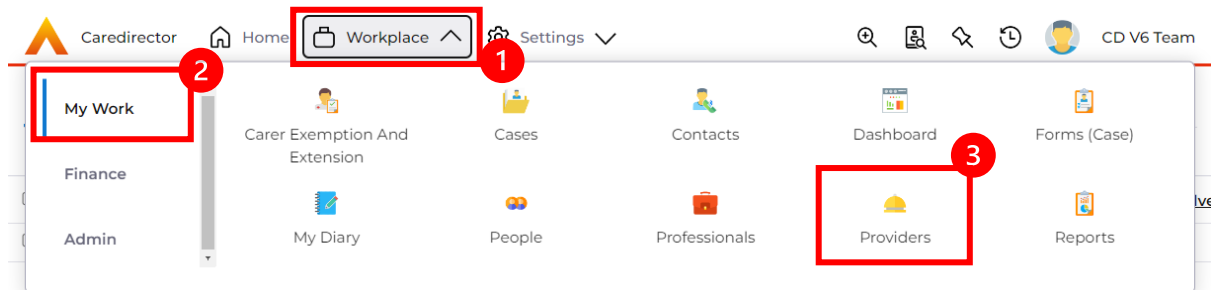 Caredirector Home Workplace Settings CD V6 Team
1
2
My Work
Finance
Admin
Carer Exemption And
Extension
Cases
Contacts
Dashboard
Forms (Case)
3
My Diary
People
Professionals
Providers
Reports
lve